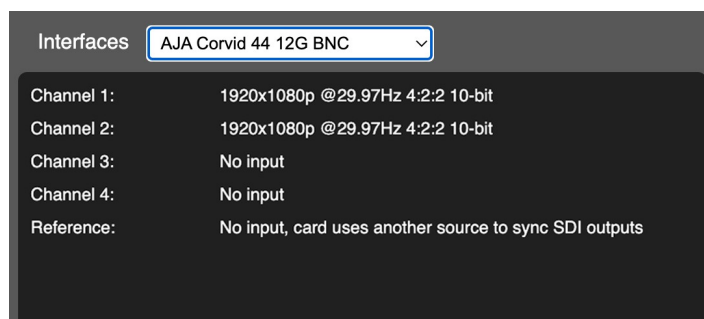 Interfaces AJA Corvid 44 12G BNC
Channel 1: 1920x1080p @29.97Hz 4:2:2 10-bit
Channel 2: 1920x1080p @29.97Hz 4:2:2 10-bit
Channel 3: No input
Channel 4: No input
Reference: No input, card uses another source to sync SDI outputs